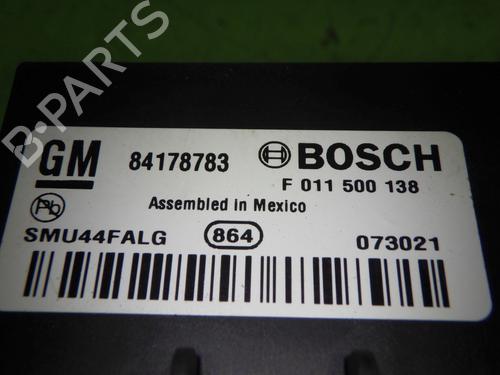 B-PARTS
GM 84178783 BOSCH
F 011 500 138
Pb
Assembled in Mexico
SMU44FALG 864 073021